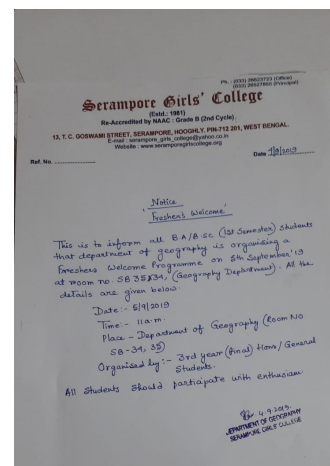 Ph. : (033) 26623723 (Office)
(033) 26527800 (Principal)
Serampore Girls' College
(Estd.: 1981)
Re-Accredited by NAAC : Grade B (2nd Cycle).
13, T. C. GOSWAMI STREET, SERAMPORE, HOOGHLY, PIN-712 201, WEST BENGAL.
E-mail : serampore_girls_college@yahoo.co.in
Website : www.seramporegirlscollege.org
Ref. No. Date 1/9/2019
Notice
Freshers Welcome
This is to inform all B.A/B.SC (1st Semester) Students
that department of geography is organising a
Freshers Welcome Programme on 5th September'19
at room no. SB 35&34, (Geography Department). All the
details are given below
Date:- 5/9/2019
Time:- 11a.m.
Place - Department of Geography (Room No
SB-34, 35)
Organised by:- 3rd year (final) Hons/General
Students.
All Students should participate with enthusiasm.
4.9.2019.
DEPARTMENT OF GEOGRAPHY
SERAMPORE GIRLS' COLLEGE